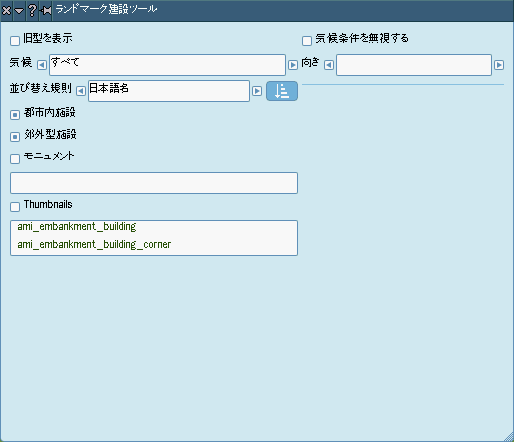 ランドマーク建設ツール
旧型を表示
気候条件を無視する
気候 すべて
向き
並び替え規則 日本語名
都市内施設
郊外型施設
モニュメント
Thumbnails
ami_embankment_building
ami_embankment_building_corner